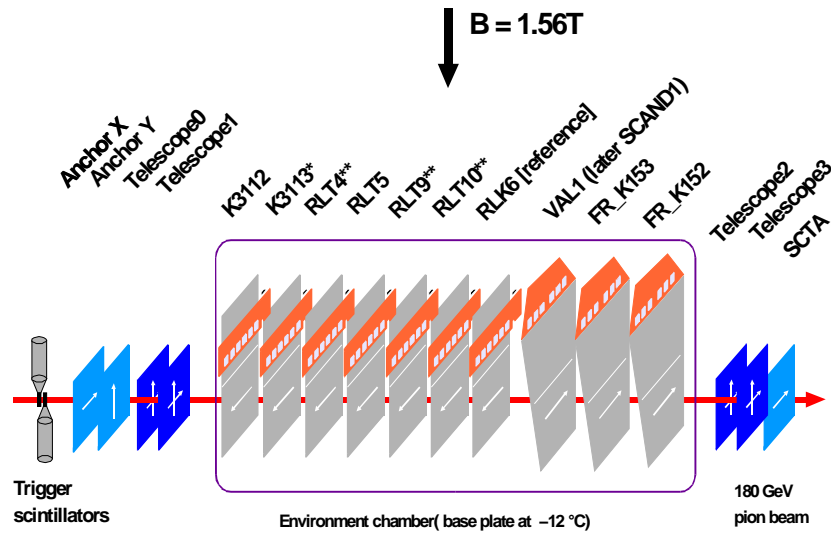 B = 1.56T
Anchor X
Anchor Y
Telescope0
Telescope1
K3112
K3113*
RLT4**
RLT5
RLT9**
RLT10**
RLK6 [reference]
VAL1 (later SCAND1)
FR_K153
FR_K152
Telescope2
Telescope3
SCTA
Trigger
scintillators
Environment chamber( base plate at −12 °C)
180 GeV
pion beam